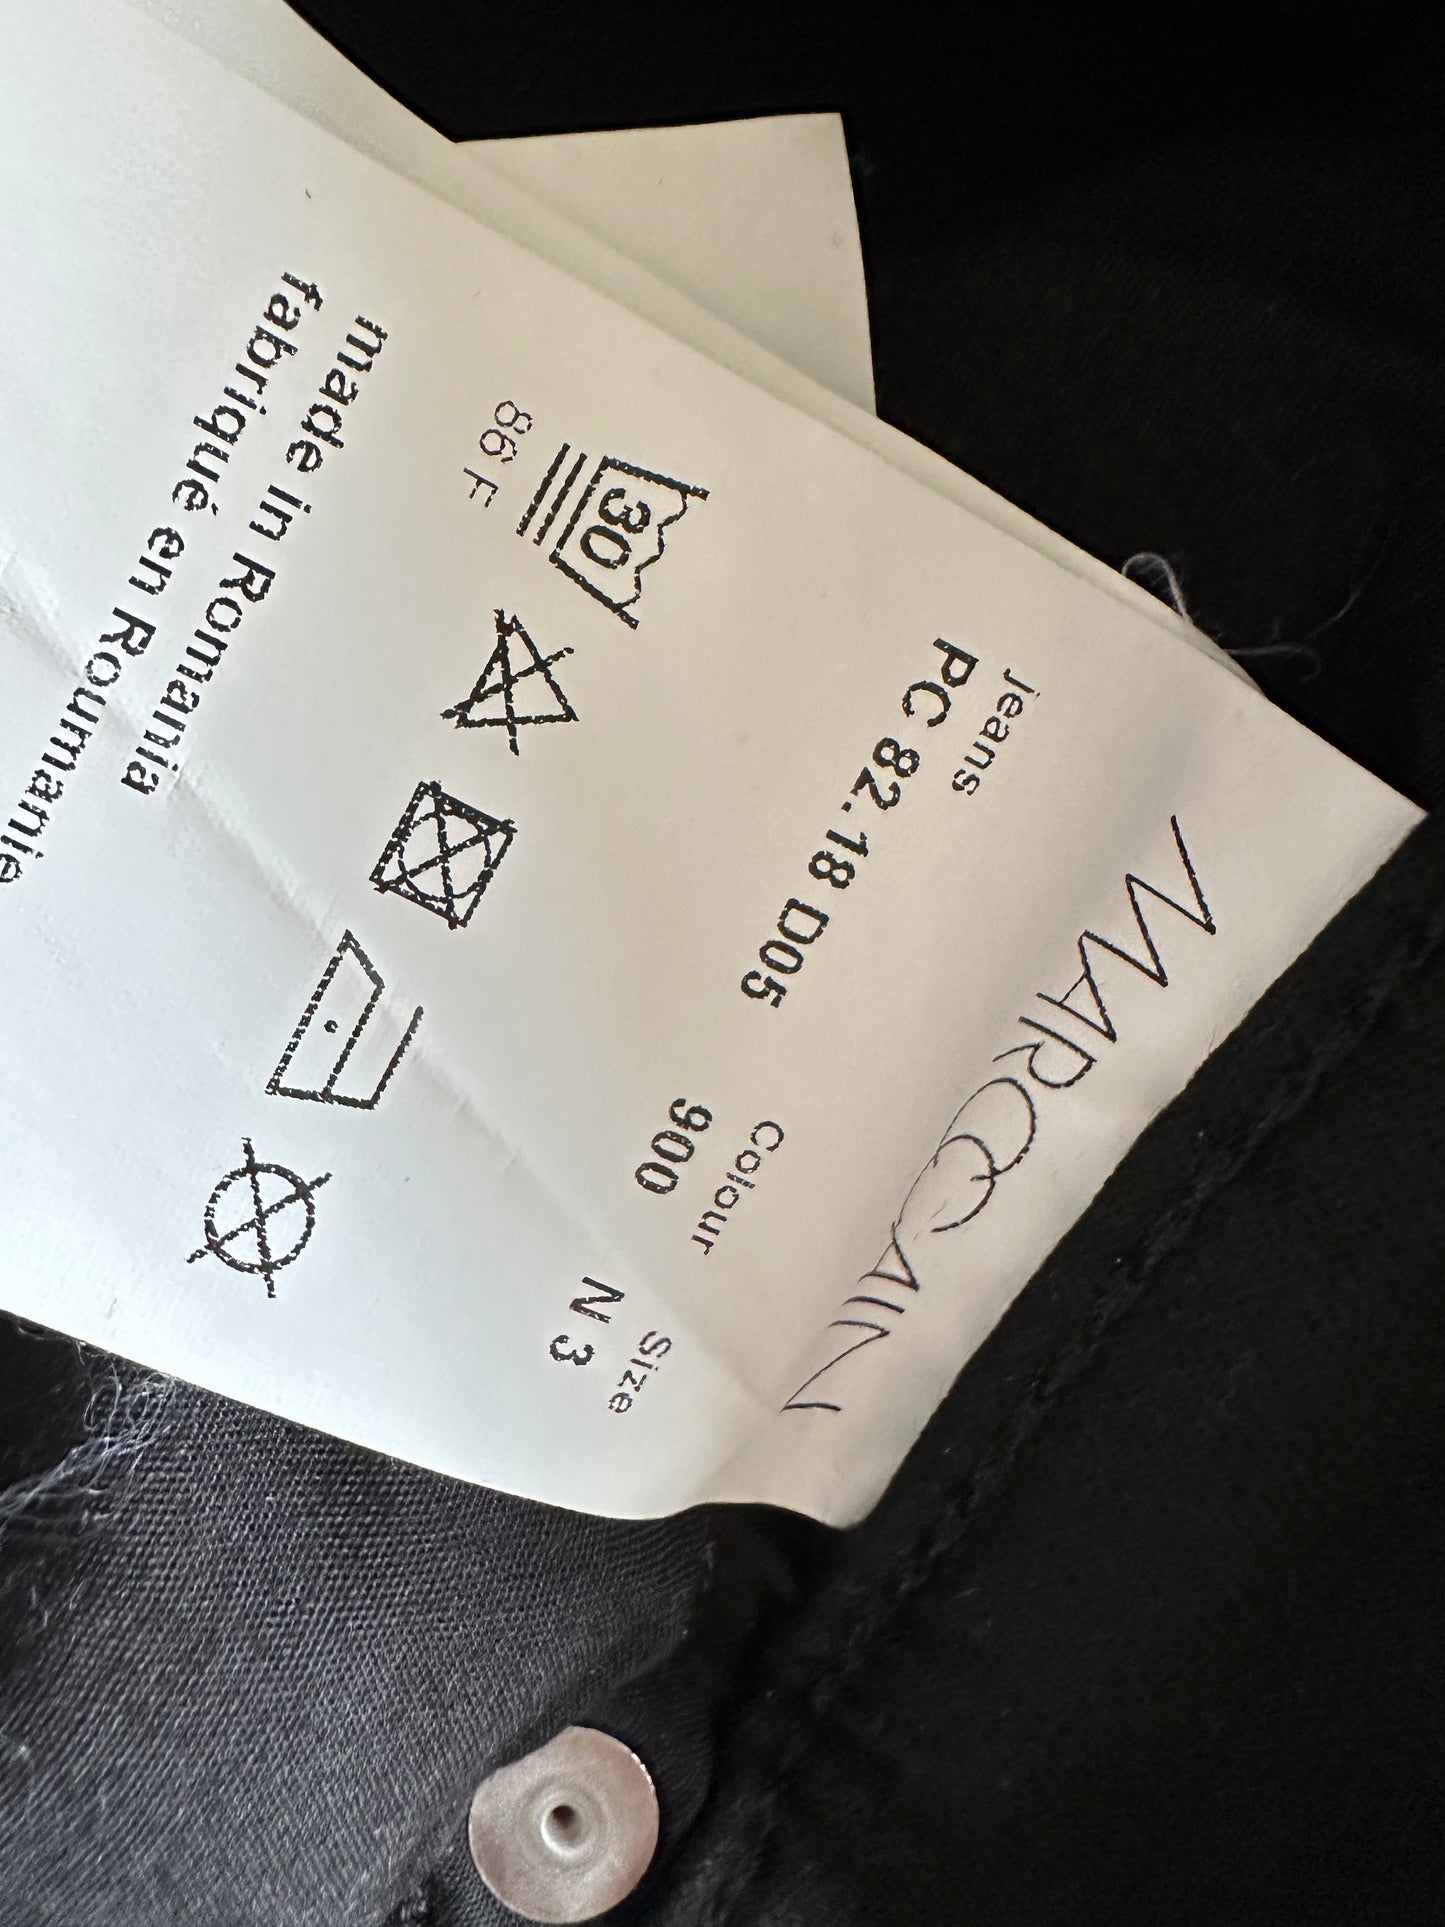 MARCCAIN
jeans
Colour
Size
PC 82.18 D05
900
N 3
30
86 F
made in Romania
fabriqué en Roumanie